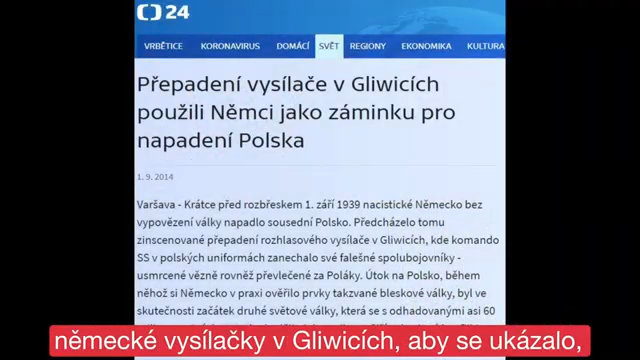 24
VRBĚTICE KORONAVIRUS DOMÁCÍ SVĚT REGIONY EKONOMIKA KULTURA
Přepadení vysílače v Gliwicích
použili Němci jako záminku pro
napadení Polska
1. 9. 2014
Varšava - Krátce před rozbřeskem 1. září 1939 nacistické Německo bez
vypovězení války napadlo sousední Polsko. Předcházelo tomu
zinscenované přepadení rozhlasového vysílače v Gliwicích, kde komando
SS v polských uniformách zanechalo své falešné spolubojovníky -
usmrcené vězně rovněž převlečené za Poláky. Útok na Polsko, během
něhož si Německo v praxi ověřilo prvky takzvané bleskové války, byl ve
skutečnosti začátek druhé světové války, která se s odhadovanými asi 60
německé vysílačky v Gliwicích, aby se ukázalo,